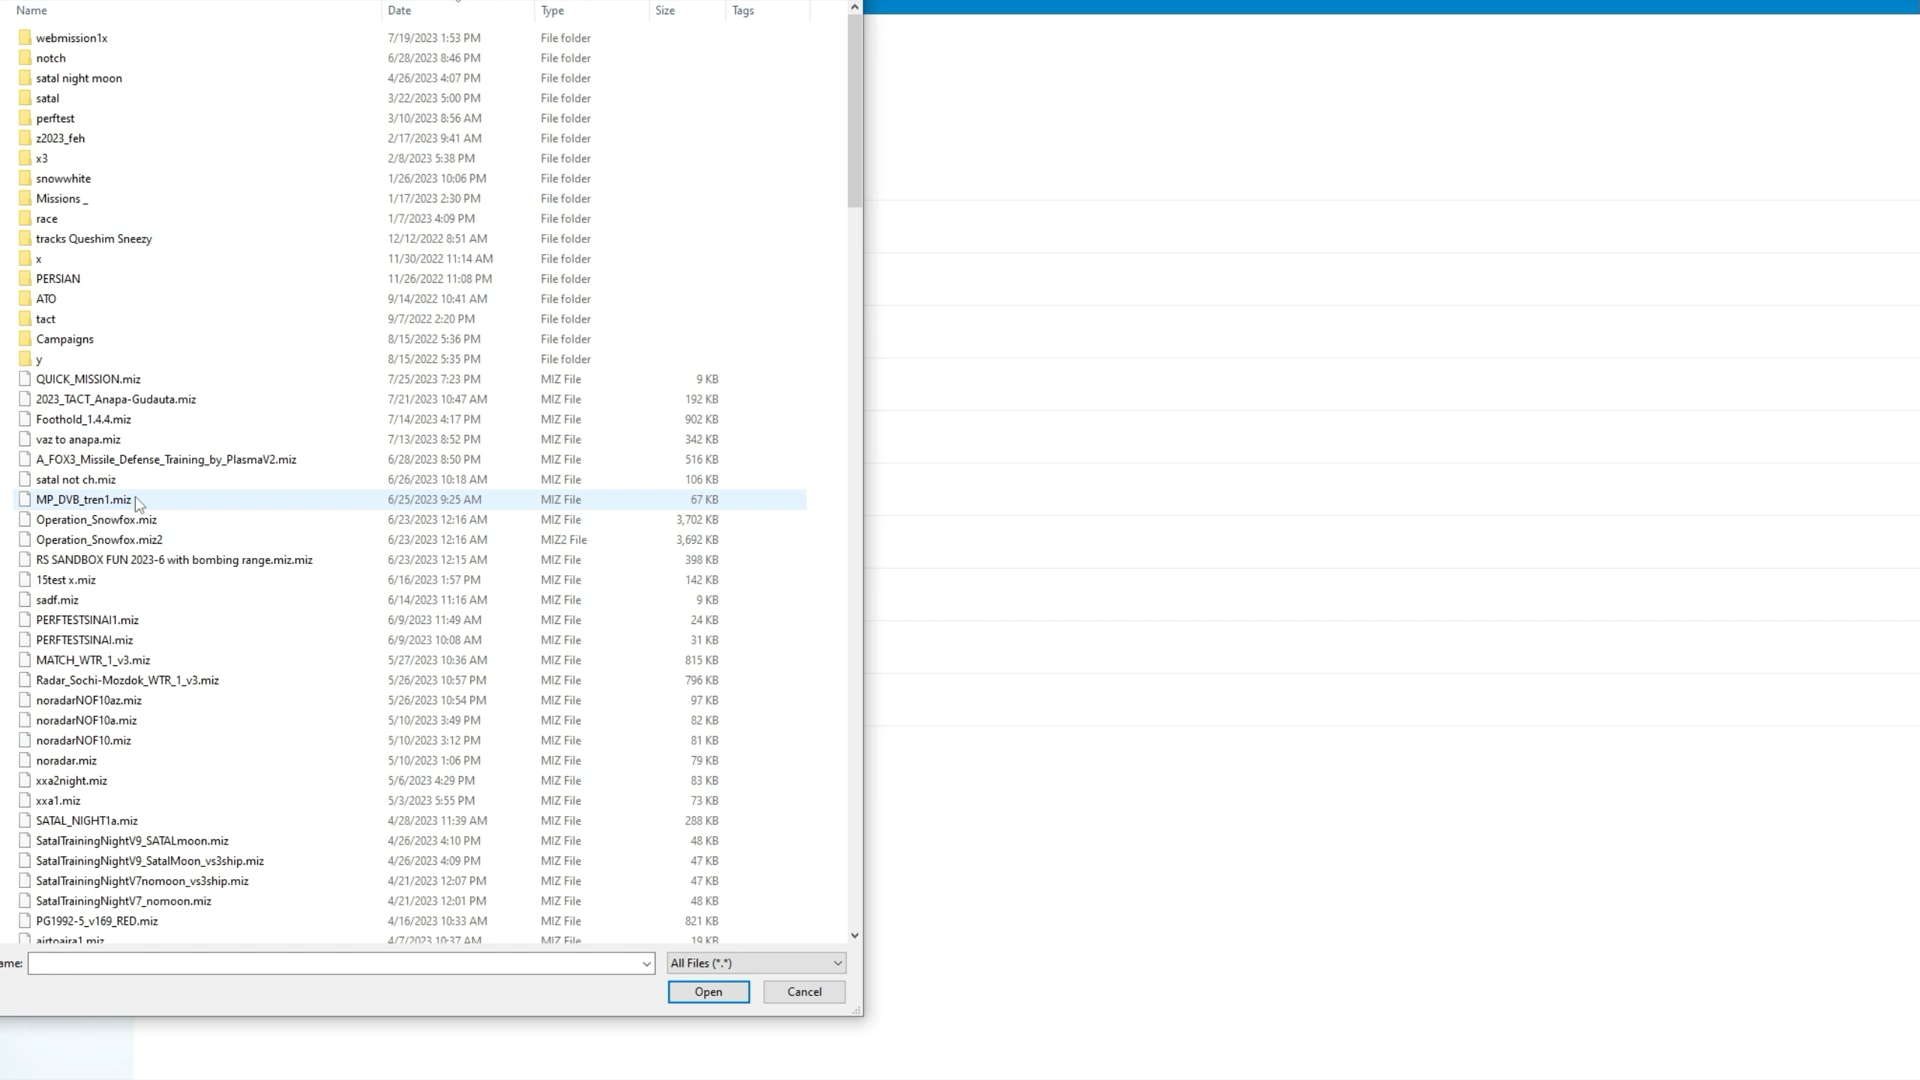 Name Date Type Size Tags
webmission1x 7/19/2023 1:53 PM File folder
notch 6/28/2023 8:46 PM File folder
satal night moon 4/26/2023 4:07 PM File folder
satal 3/22/2023 5:00 PM File folder
perftest 3/10/2023 8:56 AM File folder
z2023_feh 2/17/2023 9:41 AM File folder
x3 2/8/2023 5:38 PM File folder
snowwhite 1/26/2023 10:06 PM File folder
Missions _ 1/17/2023 2:30 PM File folder
race 1/7/2023 4:09 PM File folder
tracks Queshim Sneezy 12/12/2022 8:51 AM File folder
x 11/30/2022 11:14 AM File folder
PERSIAN 11/26/2022 11:08 PM File folder
ATO 9/14/2022 10:41 AM File folder
tact 9/7/2022 2:20 PM File folder
Campaigns 8/15/2022 5:36 PM File folder
y 8/15/2022 5:35 PM File folder
QUICK_MISSION.miz 7/25/2023 7:23 PM MIZ File 9 KB
2023_TACT_Anapa-Gudauta.miz 7/21/2023 10:47 AM MIZ File 192 KB
Foothold_1.4.4.miz 7/14/2023 4:17 PM MIZ File 902 KB
vaz to anapa.miz 7/13/2023 8:52 PM MIZ File 342 KB
A_FOX3_Missile_Defense_Training_by_PlasmaV2.miz 6/28/2023 8:50 PM MIZ File 516 KB
satal not ch.miz 6/26/2023 10:18 AM MIZ File 106 KB
MP_DVB_tren1.miz 6/25/2023 9:25 AM MIZ File 67 KB
Operation_Snowfox.miz 6/23/2023 12:16 AM MIZ File 3,702 KB
Operation_Snowfox.miz2 6/23/2023 12:16 AM MIZ2 File 3,692 KB
RS SANDBOX FUN 2023-6 with bombing range.miz.miz 6/23/2023 12:15 AM MIZ File 398 KB
15test x.miz 6/16/2023 1:57 PM MIZ File 142 KB
sadf.miz 6/14/2023 11:16 AM MIZ File 9 KB
PERFTESTSINAI1.miz 6/9/2023 11:49 AM MIZ File 24 KB
PERFTESTSINAI.miz 6/9/2023 10:08 AM MIZ File 31 KB
MATCH_WTR_1_v3.miz 5/27/2023 10:36 AM MIZ File 815 KB
Radar_Sochi-Mozdok_WTR_1_v3.miz 5/26/2023 10:57 PM MIZ File 796 KB
noradarNOF10az.miz 5/26/2023 10:54 PM MIZ File 97 KB
noradarNOF10a.miz 5/10/2023 3:49 PM MIZ File 82 KB
noradarNOF10.miz 5/10/2023 3:12 PM MIZ File 81 KB
noradar.miz 5/10/2023 1:06 PM MIZ File 79 KB
xxa2night.miz 5/6/2023 4:29 PM MIZ File 83 KB
xxa1.miz 5/3/2023 5:55 PM MIZ File 73 KB
SATAL_NIGHT1a.miz 4/28/2023 11:39 AM MIZ File 288 KB
SatalTrainingNightV9_SATALmoon.miz 4/26/2023 4:10 PM MIZ File 48 KB
SatalTrainingNightV9_SatalMoon_vs3ship.miz 4/26/2023 4:09 PM MIZ File 47 KB
SatalTrainingNightV7nomoon_vs3ship.miz 4/21/2023 12:07 PM MIZ File 47 KB
SatalTrainingNightV7_nomoon.miz 4/21/2023 12:01 PM MIZ File 48 KB
PG1992-5_v169_RED.miz 4/16/2023 10:33 AM MIZ File 821 KB
airtoaira1.miz 4/7/2023 10:37 AM MIZ File 19 KB
ame: All Files (*.*)
Open Cancel